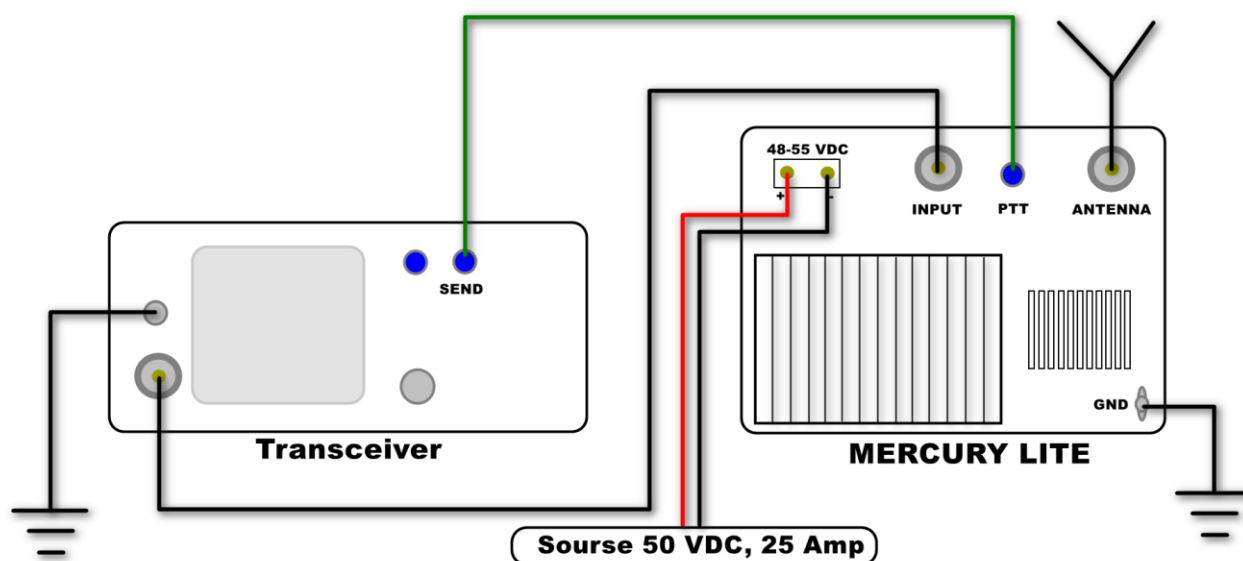 48-55 VDC
+ -
INPUT PTT ANTENNA
SEND
GND
Transceiver
MERCURY LITE
Sourse 50 VDC, 25 Amp